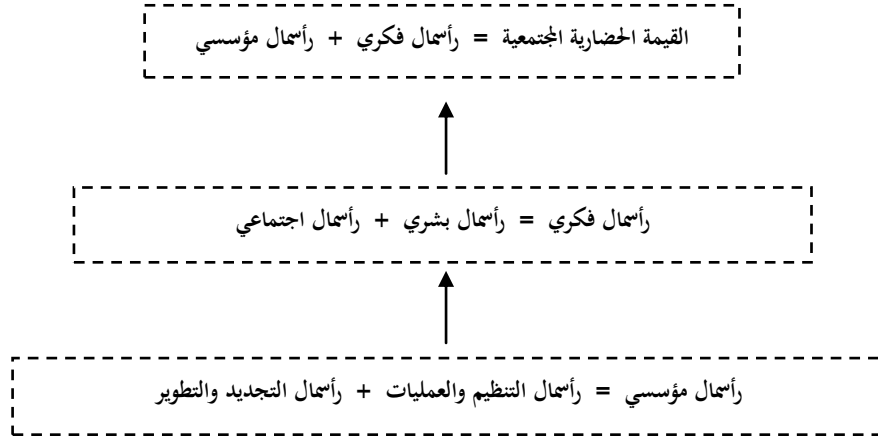 القيمة الحضارية المجتمعية = رأسمال فكري + رأسمال مؤسسي
رأسمال فكري = رأسمال بشري + رأسمال اجتماعي
رأسمال مؤسسي = رأسمال التنظيم والعمليات + رأسمال التجديد والتطوير